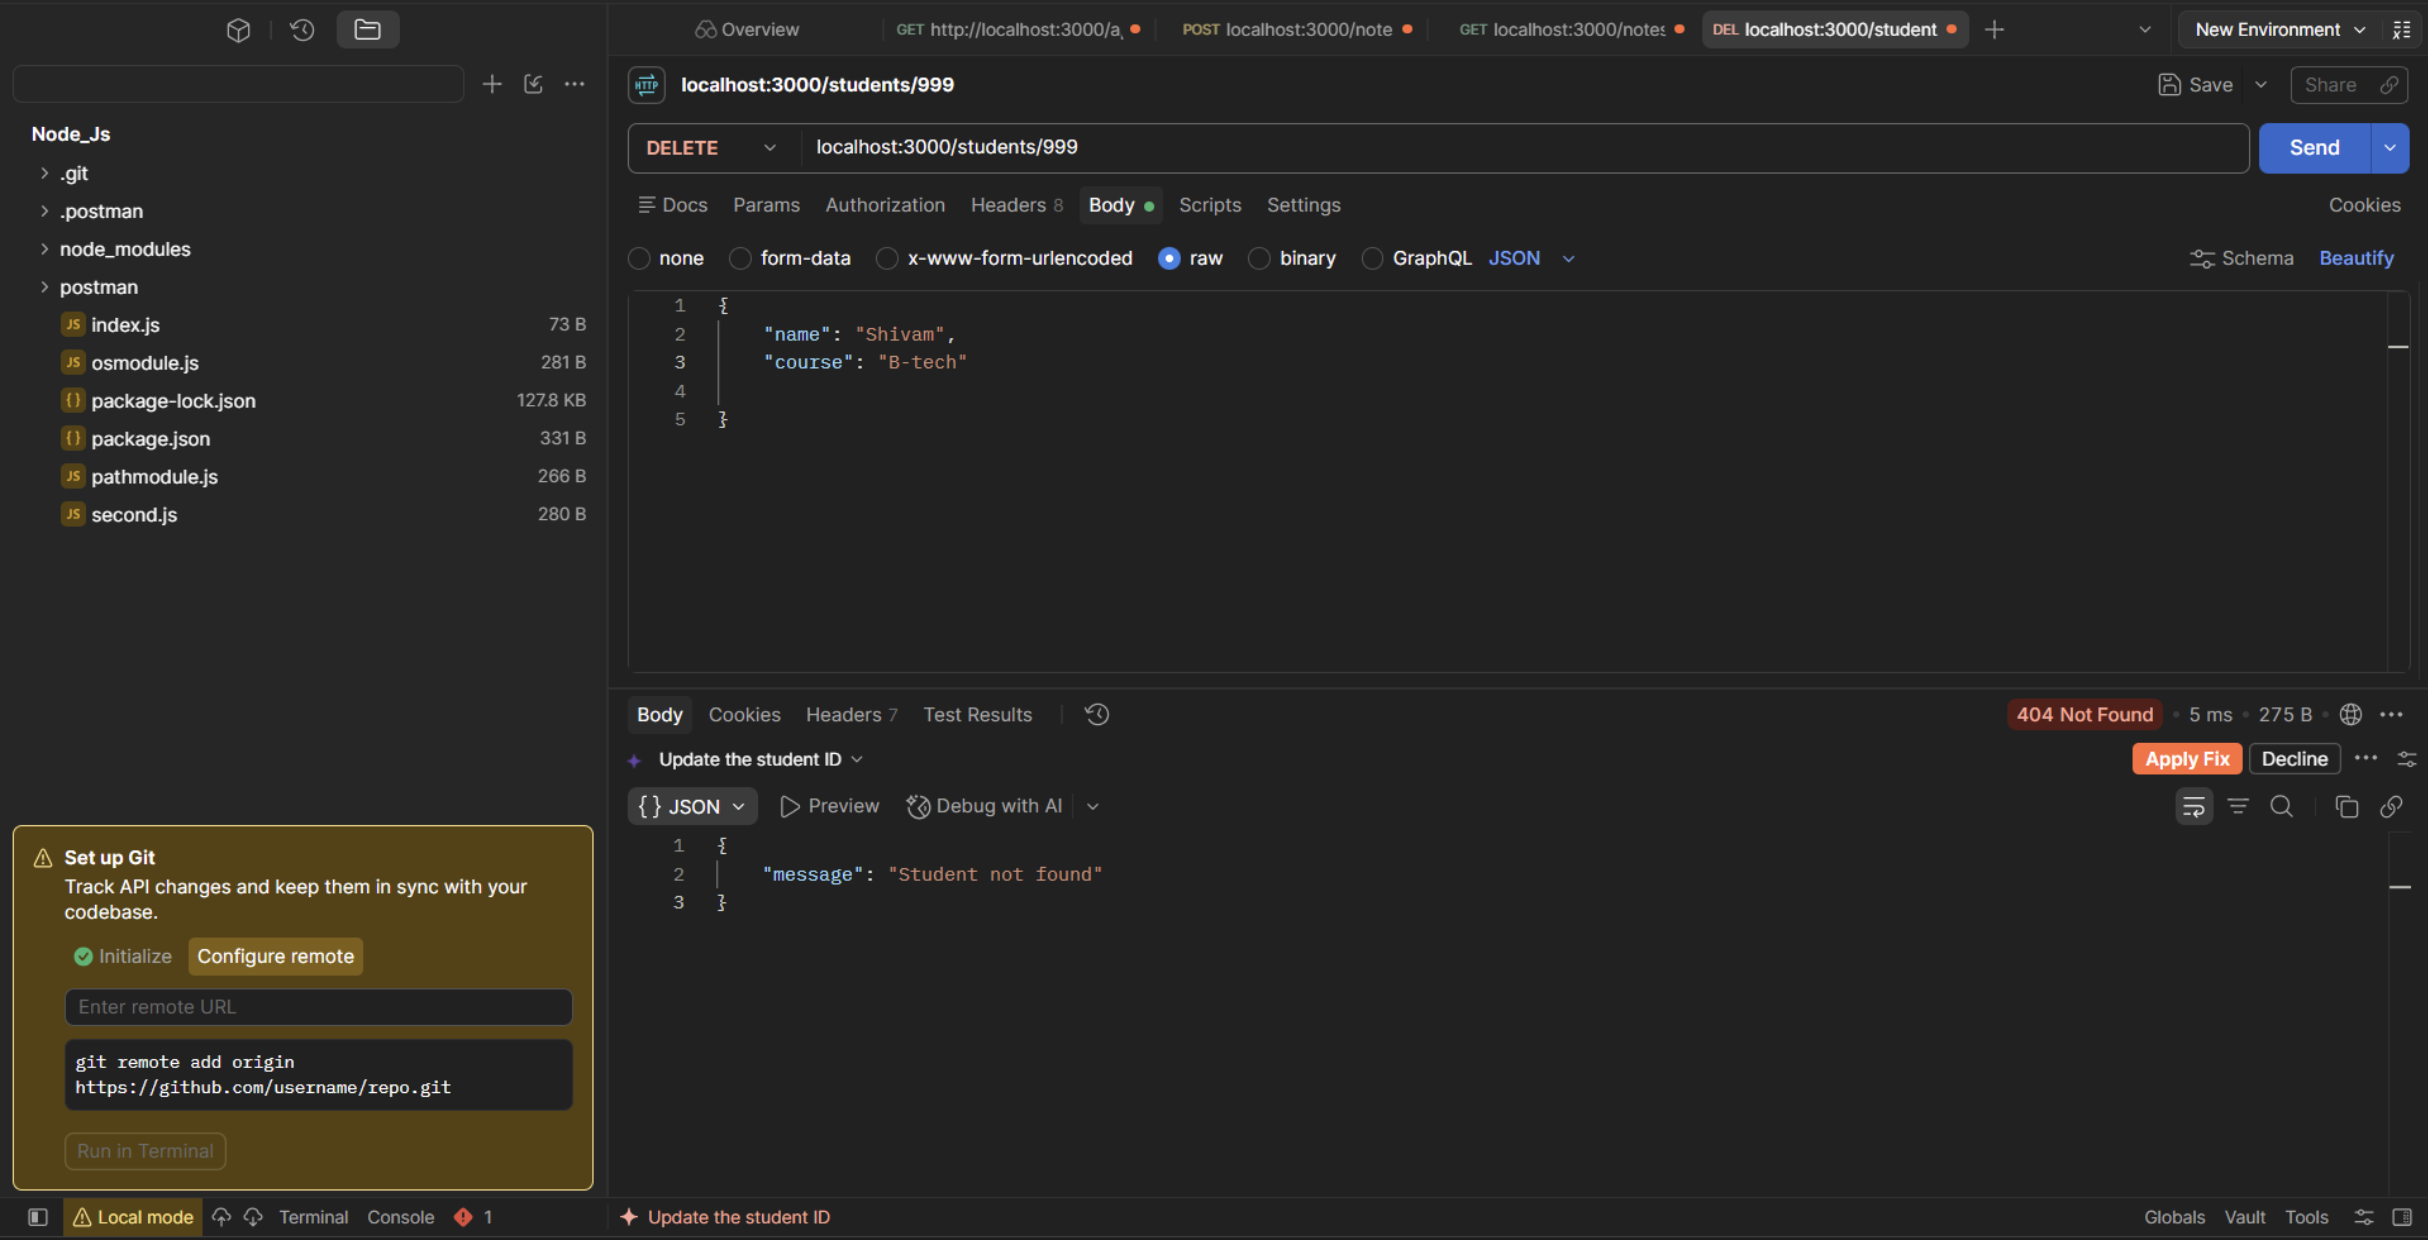 Overview
GET http://localhost:3000/a
POST localhost:3000/note
GET localhost:3000/notes
DEL localhost:3000/student
New Environment
HTTP localhost:3000/students/999
Save
Share
Node_Js
.git
.postman
node_modules
postman
JS index.js 73 B
JS osmodule.js 281 B
{} package-lock.json 127.8 KB
{} package.json 331 B
JS pathmodule.js 266 B
JS second.js 280 B
DELETE localhost:3000/students/999
Send
Docs Params Authorization Headers 8 Body Scripts Settings Cookies
none form-data x-www-form-urlencoded raw binary GraphQL JSON Schema Beautify
1 {
2 "name": "Shivam",
3 "course": "B-tech"
4
5 }
Body Cookies Headers 7 Test Results
404 Not Found • 5 ms • 275 B
Update the student ID
Apply Fix Decline
{} JSON Preview Debug with AI
1 {
2 "message": "Student not found"
3 }
Set up Git
Track API changes and keep them in sync with your
codebase.
Initialize Configure remote
Enter remote URL
git remote add origin
https://github.com/username/repo.git
Run in Terminal
Local mode Terminal Console 1
Update the student ID
Globals Vault Tools